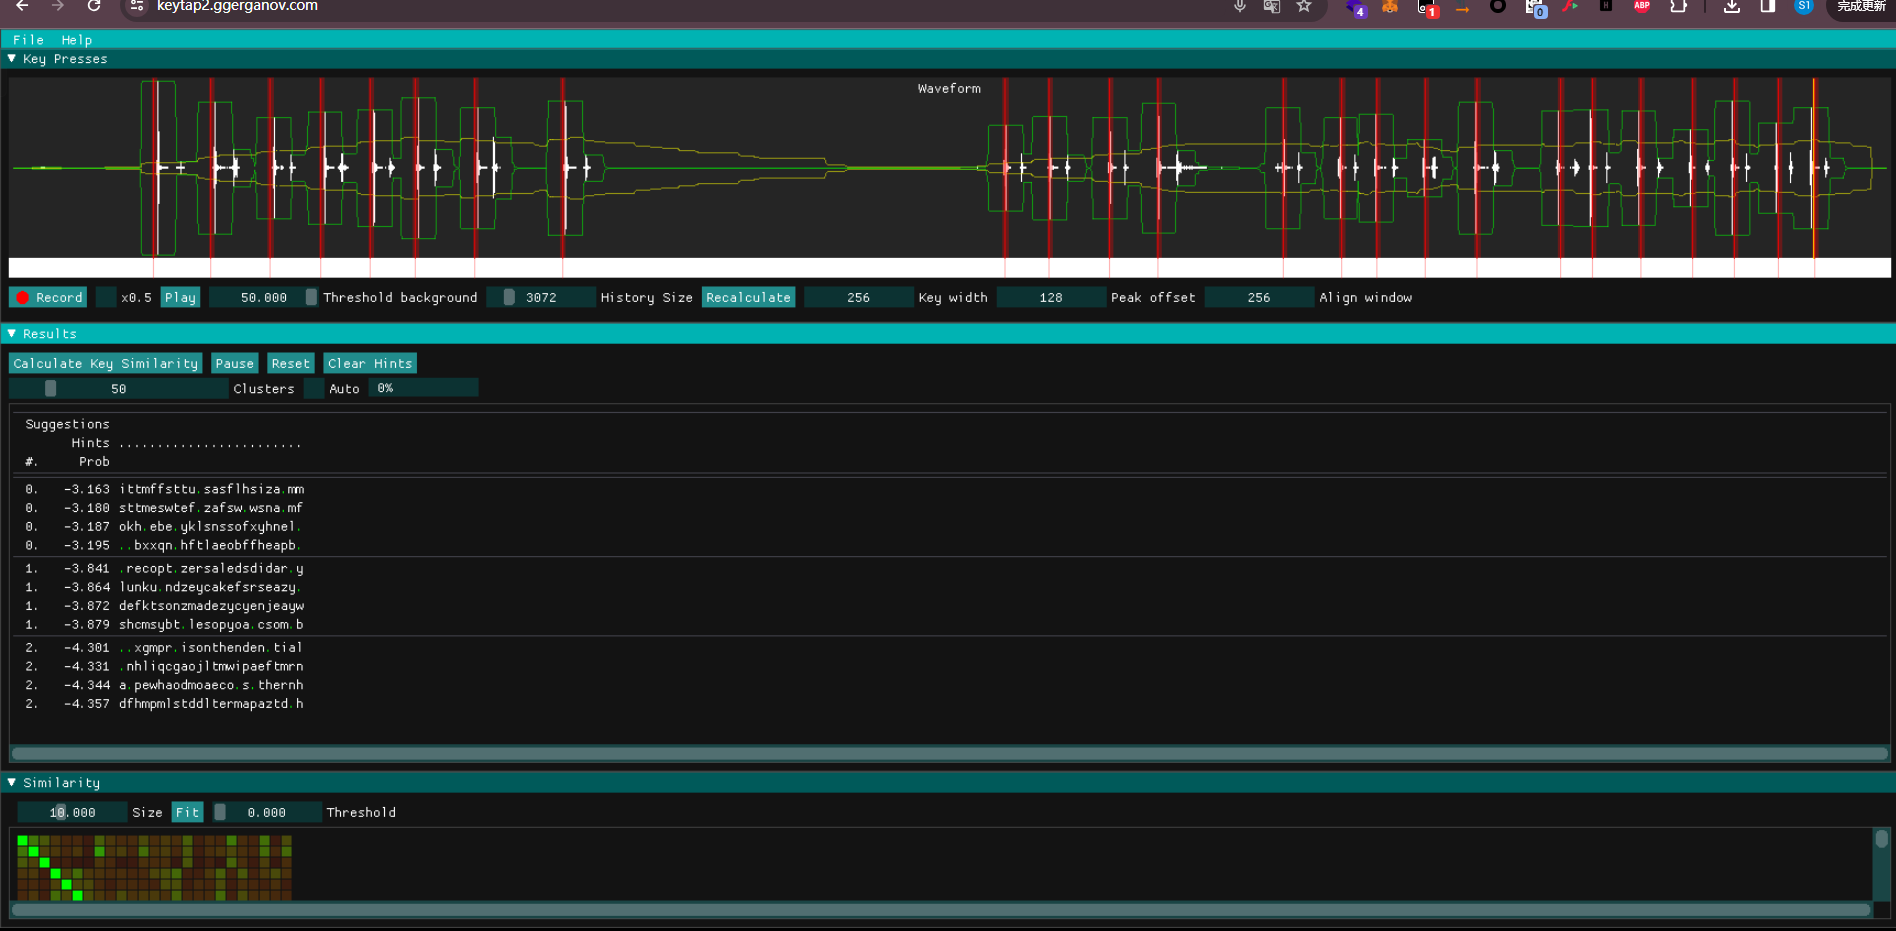 keytap2.ggerganov.com
4
1
0
ABP
S1
完成更新
File Help
Key Presses
Waveform
Record x0.5 Play 50.000 Threshold background 3072 History Size Recalculate 256 Key width 128 Peak offset 256 Align window
Results
Calculate Key Similarity Pause Reset Clear Hints
50 Clusters Auto 0%
Suggestions
Hints ........................
#. Prob
0. -3.163 ittmffsttu.sasflhsiza.mm
0. -3.180 sttmeswtef.zafsw.wsna.mf
0. -3.187 okh.ebe.yklsnssofxyhnel.
0. -3.195 ..bxxqn.hftlaeobffheapb.
1. -3.841 .recopt.zersaledsdidar.y
1. -3.864 lunku.ndzeycakefsrseazy.
1. -3.872 defktsonzmadezycyenjeayw
1. -3.879 shcmsybt.lesopyoa.csom.b
2. -4.301 ..xgmpr.isonthenden.tial
2. -4.331 .nhliqcgaojltmwipaeftmrn
2. -4.344 a.pewhaodmoaeco.s.thernh
2. -4.357 dfhmpmlstddltermapaztd.h
Similarity
10.000 Size Fit 0.000 Threshold